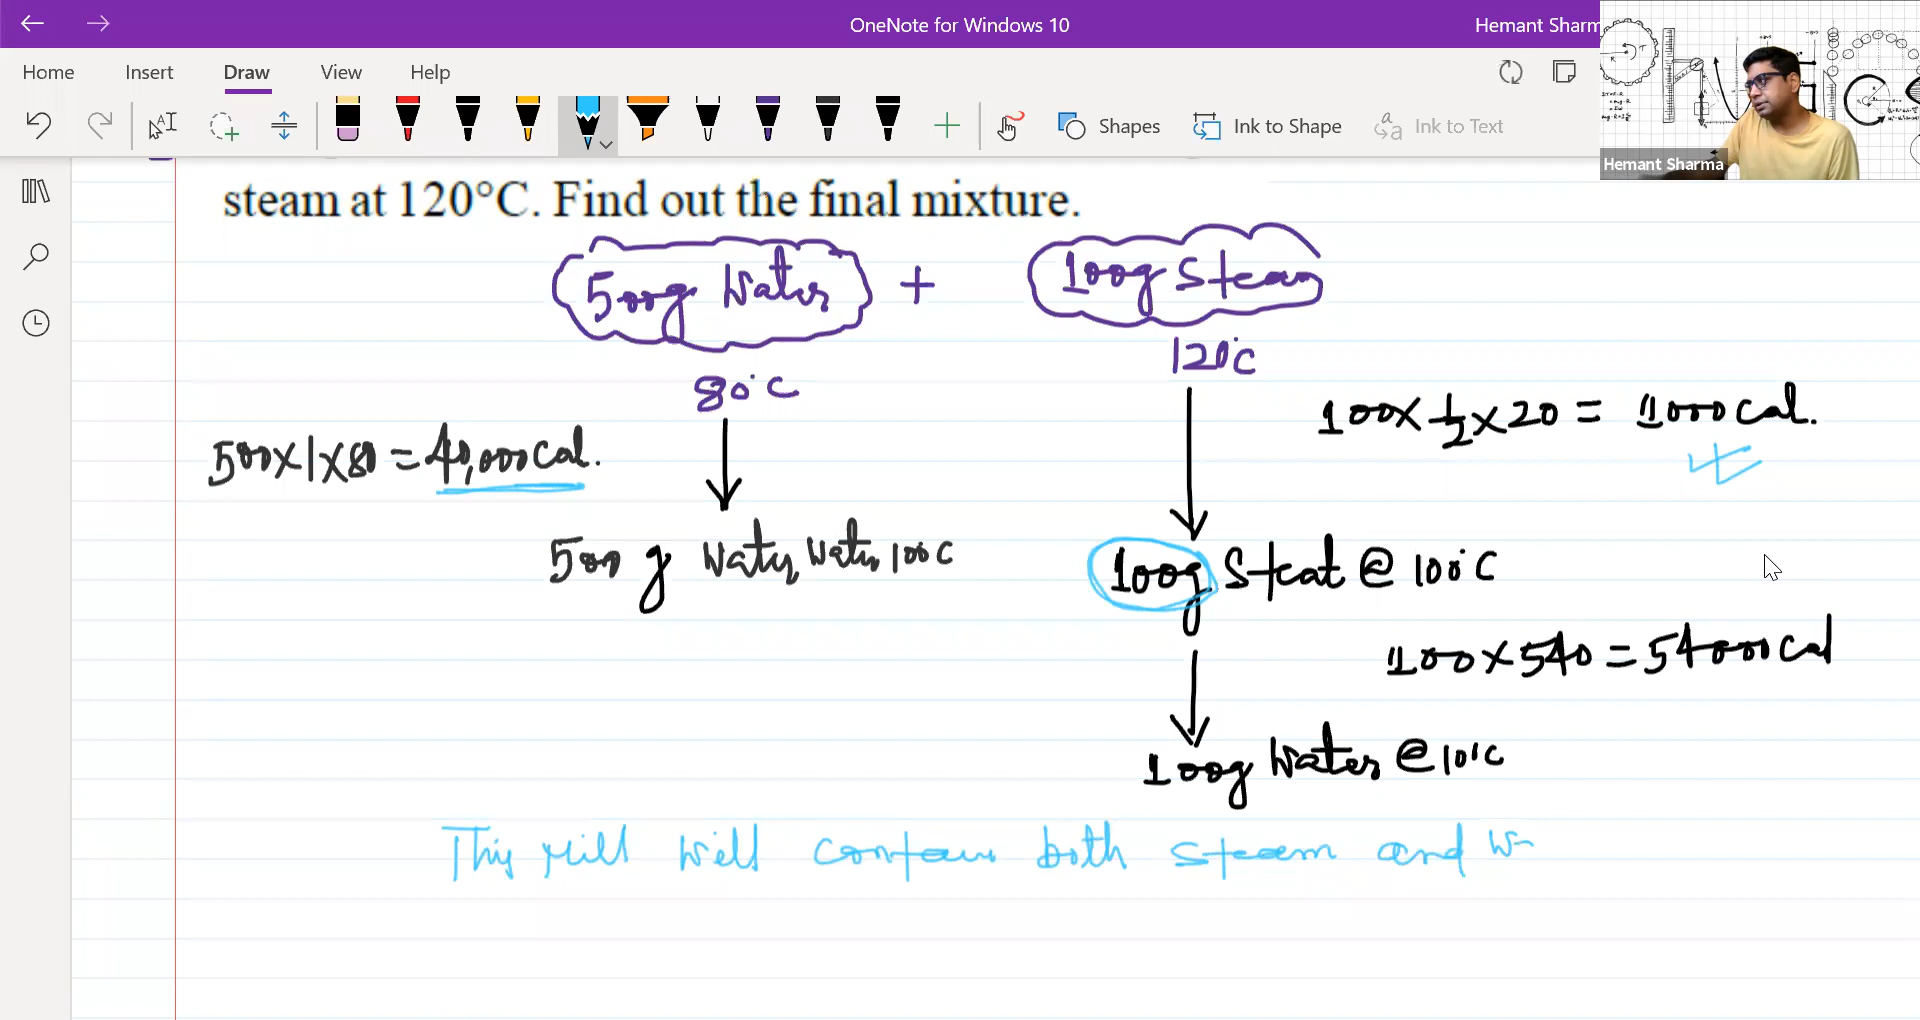 OneNote for Windows 10
Hemant Sharm
Home Insert Draw View Help
Shapes Ink to Shape Ink to Text
Hemant Sharma
steam at 120°C. Find out the final mixture.
500g Water + 100g Steam
80°C 120°C
100 x 1/2 x 20 = 1000 cal.
500 x 1 x 80 = 40,000 cal.
500 g Water Water 100°C
100g Steat @ 100°C
100 x 540 = 54000 cal
100g Water @ 100°C
This will contain both steam and w